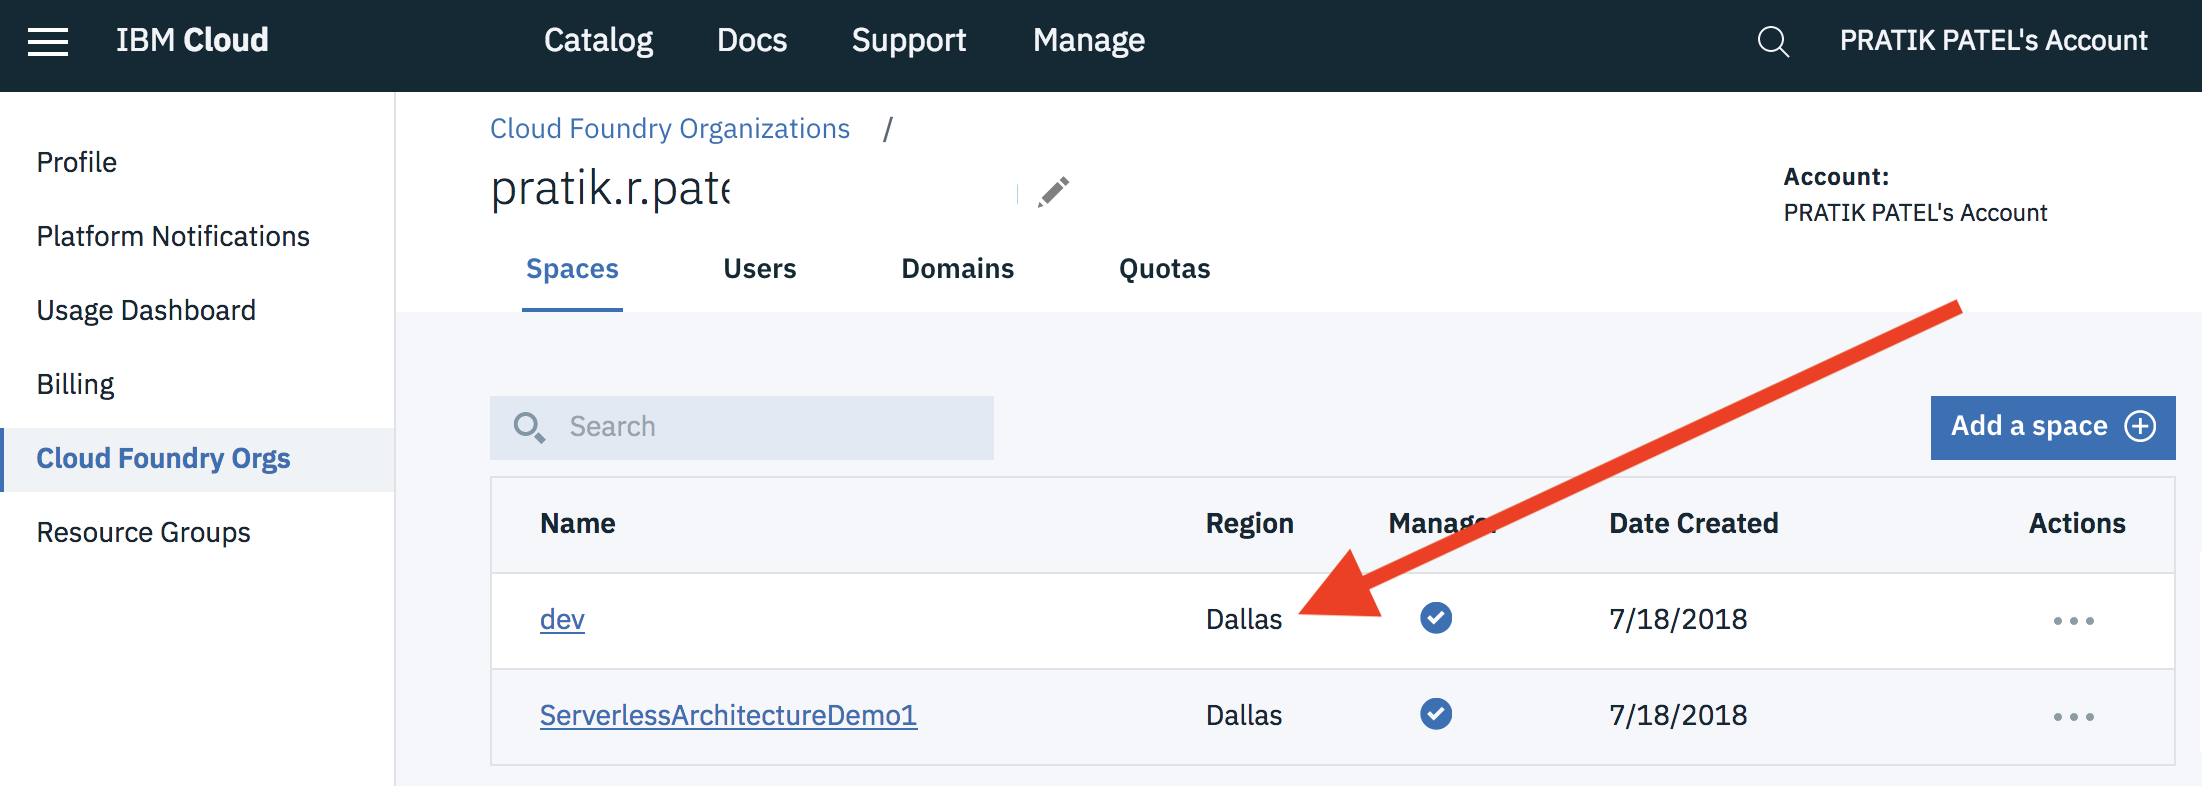 IBM Cloud Catalog Docs Support Manage PRATIK PATEL's Account
Profile
Platform Notifications
Usage Dashboard
Billing
Cloud Foundry Orgs
Resource Groups
Cloud Foundry Organizations /
pratik.r.pate
Account:
PRATIK PATEL's Account
Spaces Users Domains Quotas
Search
Add a space
Name Region Manager Date Created Actions
dev Dallas 7/18/2018
ServerlessArchitectureDemo1 Dallas 7/18/2018